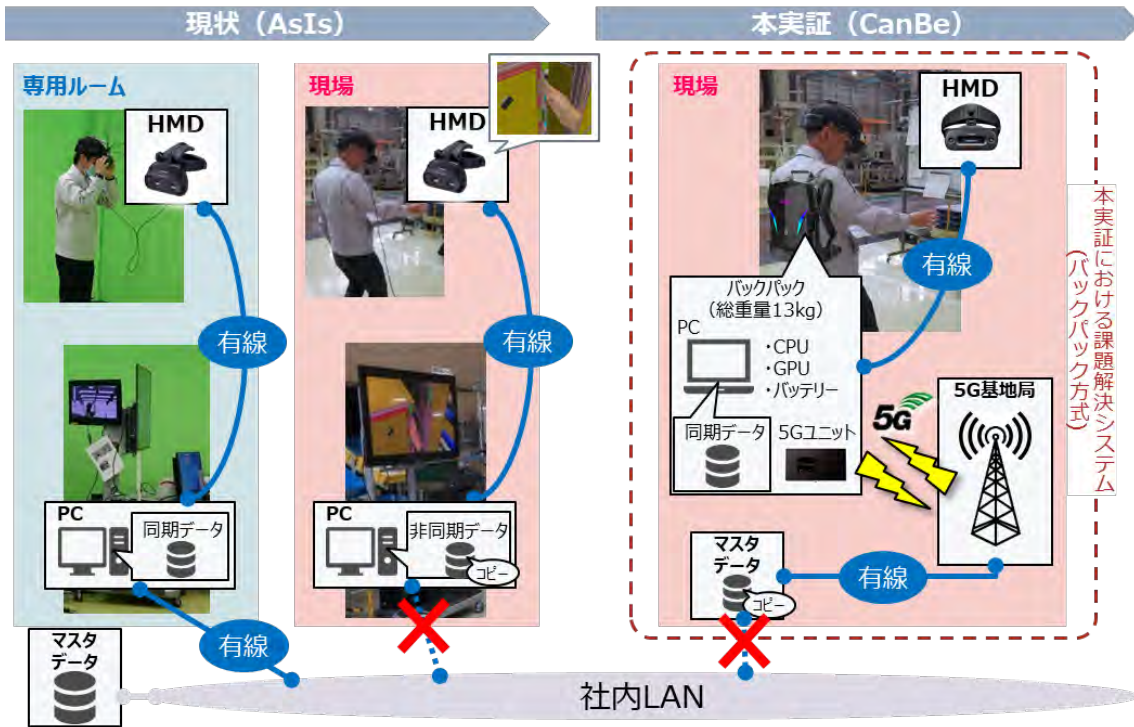 現状（AsIs）
専用ルーム
HMD
有線
PC
同期データ
有線
マスタ
データ
現場
HMD
有線
PC
非同期データ
コピー
社内LAN
本実証（CanBe）
現場
HMD
有線
バックパック
（総重量13kg）
PC
・CPU
・GPU
・バッテリー
同期データ
5Gユニット
5G
5G基地局
マスタ
データ
コピー
有線
本実証における課題解決システム
（バックパック方式）